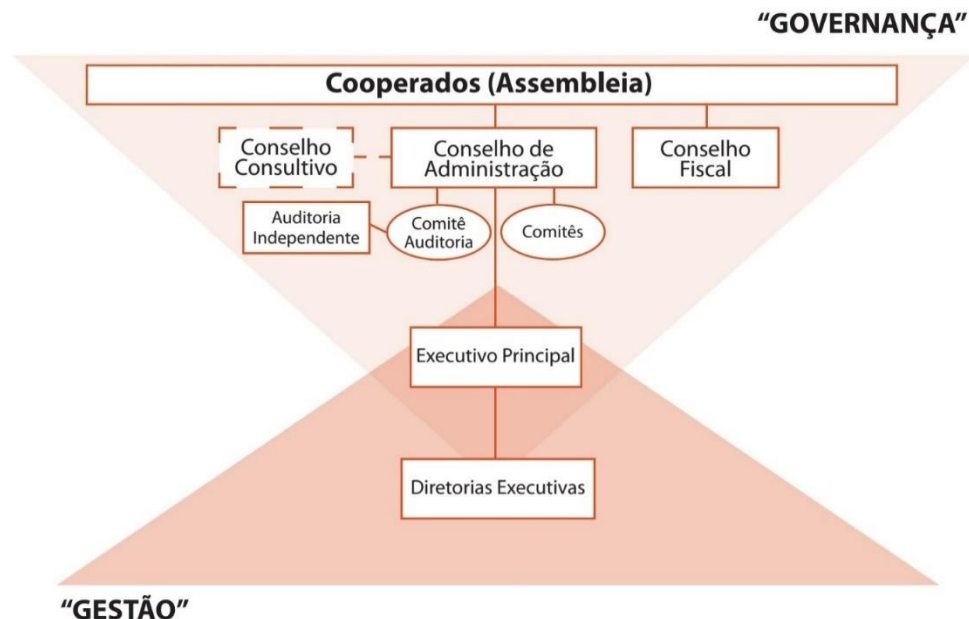 “GOVERNANÇA”
Cooperados (Assembleia)
Conselho
Consultivo
Conselho de
Administração
Conselho
Fiscal
Auditoria
Independente
Comitê
Auditoria
Comitês
Executivo Principal
Diretorias Executivas
“GESTÃO”